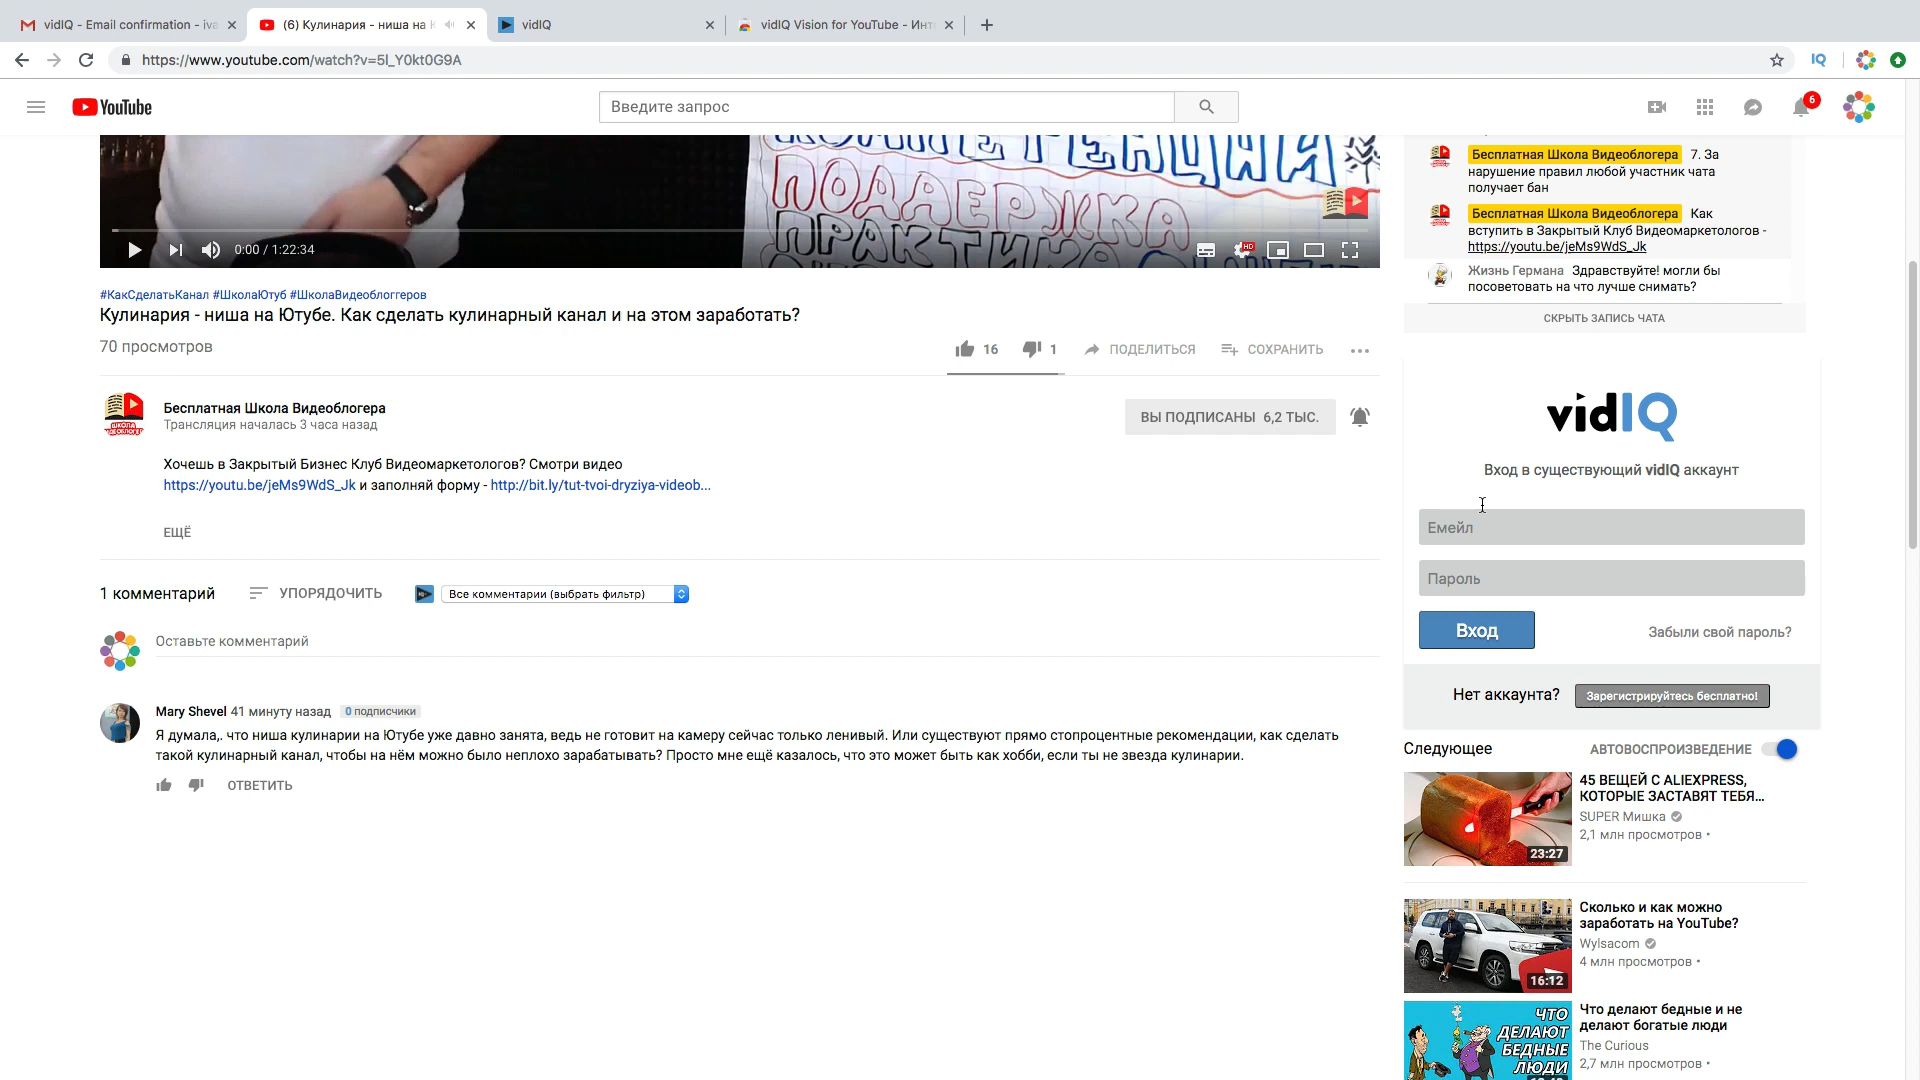 vidIQ - Email confirmation - iva
(6) Кулинария - ниша на
vidIQ
vidIQ Vision for YouTube - Инт
https://www.youtube.com/watch?v=5l_Y0kt0G9A
IQ
YouTube
Введите запрос
6
КОМПЕТЕНЦИЯ
ПОДДЕРЖКА
ПРАКТИКА
0:00 / 1:22:34
HD
Бесплатная Школа Видеоблогера 7. За
нарушение правил любой участник чата
получает бан
Бесплатная Школа Видеоблогера Как
вступить в Закрытый Клуб Видеомаркетологов -
https://youtu.be/jeMs9WdS_Jk
Жизнь Германа Здравствуйте! могли бы
посоветовать на что лучше снимать?
СКРЫТЬ ЗАПИСЬ ЧАТА
#КакСделатьКанал #ШколаЮтуб #ШколаВидеоблоггеров
Кулинария - ниша на Ютубе. Как сделать кулинарный канал и на этом заработать?
70 просмотров
16
1
ПОДЕЛИТЬСЯ
СОХРАНИТЬ
Бесплатная Школа Видеоблогера
Трансляция началась 3 часа назад
ВЫ ПОДПИСАНЫ 6,2 ТЫС.
Хочешь в Закрытый Бизнес Клуб Видеомаркетологов? Смотри видео
https://youtu.be/jeMs9WdS_Jk и заполняй форму - http://bit.ly/tut-tvoi-dryziya-videob...
ЕЩЁ
vidIQ
Вход в существующий vidIQ аккаунт
Емейл
Пароль
Вход
Забыли свой пароль?
Нет аккаунта?
Зарегистрируйтесь бесплатно!
1 комментарий
УПОРЯДОЧИТЬ
Все комментарии (выбрать фильтр)
Оставьте комментарий
Mary Shevel 41 минуту назад 0 подписчики
Я думала,. что ниша кулинарии на Ютубе уже давно занята, ведь не готовит на камеру сейчас только ленивый. Или существуют прямо стопроцентные рекомендации, как сделать
такой кулинарный канал, чтобы на нём можно было неплохо зарабатывать? Просто мне ещё казалось, что это может быть как хобби, если ты не звезда кулинарии.
ОТВЕТИТЬ
Следующее
АВТОВОСПРОИЗВЕДЕНИЕ
45 ВЕЩЕЙ С ALIEXPRESS,
КОТОРЫЕ ЗАСТАВЯТ ТЕБЯ...
SUPER Мишка
2,1 млн просмотров •
23:27
Сколько и как можно
заработать на YouTube?
Wylsacom
4 млн просмотров •
16:12
Что делают бедные и не
делают богатые люди
The Curious
2,7 млн просмотров •
ЧТО
ДЕЛАЮТ
БЕДНЫЕ
ЛЮДИ